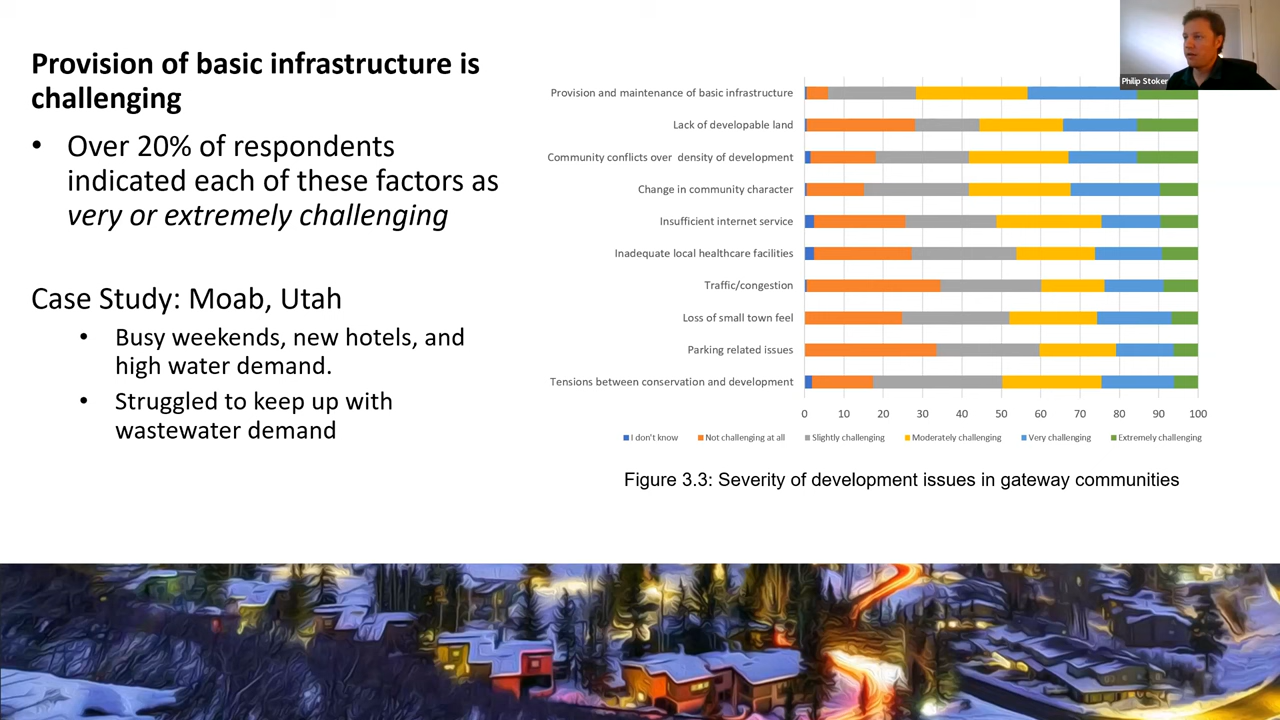 Provision of basic infrastructure is
challenging
• Over 20% of respondents
indicated each of these factors as
very or extremely challenging
Case Study: Moab, Utah
• Busy weekends, new hotels, and
high water demand.
• Struggled to keep up with
wastewater demand
Philip Stoker
Provision and maintenance of basic infrastructure
Lack of developable land
Community conflicts over density of development
Change in community character
Insufficient internet service
Inadequate local healthcare facilities
Traffic/congestion
Loss of small town feel
Parking related issues
Tensions between conservation and development
0 10 20 30 40 50 60 70 80 90 100
I don't know Not challenging at all Slightly challenging Moderately challenging Very challenging Extremely challenging
Figure 3.3: Severity of development issues in gateway communities